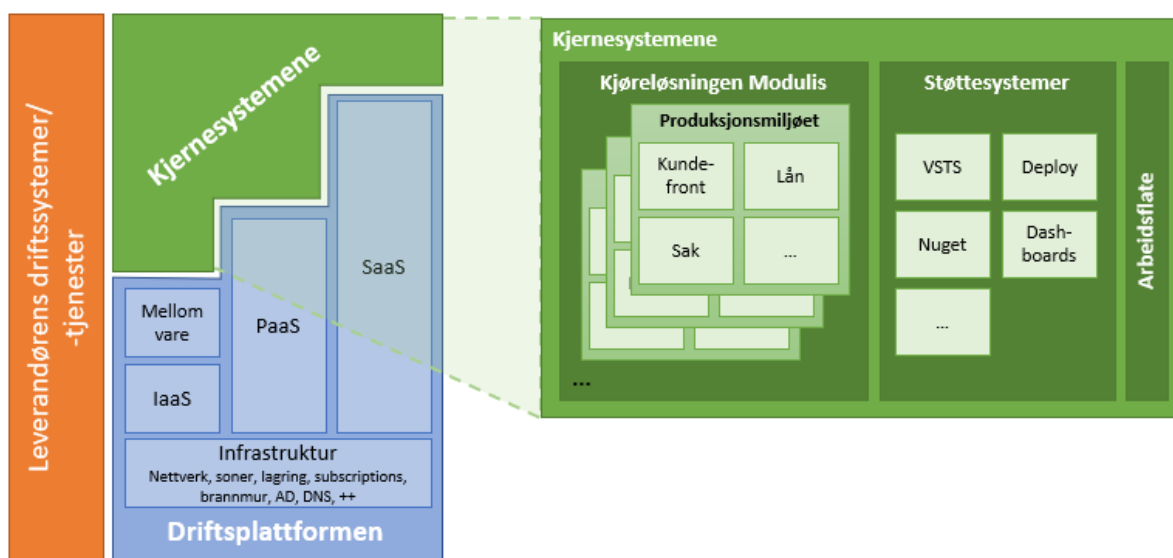 Leverandørens driftssystemer/
-tjenester
Kjernesystemene
SaaS
PaaS
Mellom
vare
IaaS
Infrastruktur
Nettverk, soner, lagring, subscriptions,
brannmur, AD, DNS, ++
Driftsplattformen
Kjernesystemene
Kjøreløsningen Modulis
Produksjonsmiljøet
Kunde-
front
Lån
Sak
...
...
Støttesystemer
VSTS
Deploy
Nuget
Dash-
boards
...
Arbeidsflate